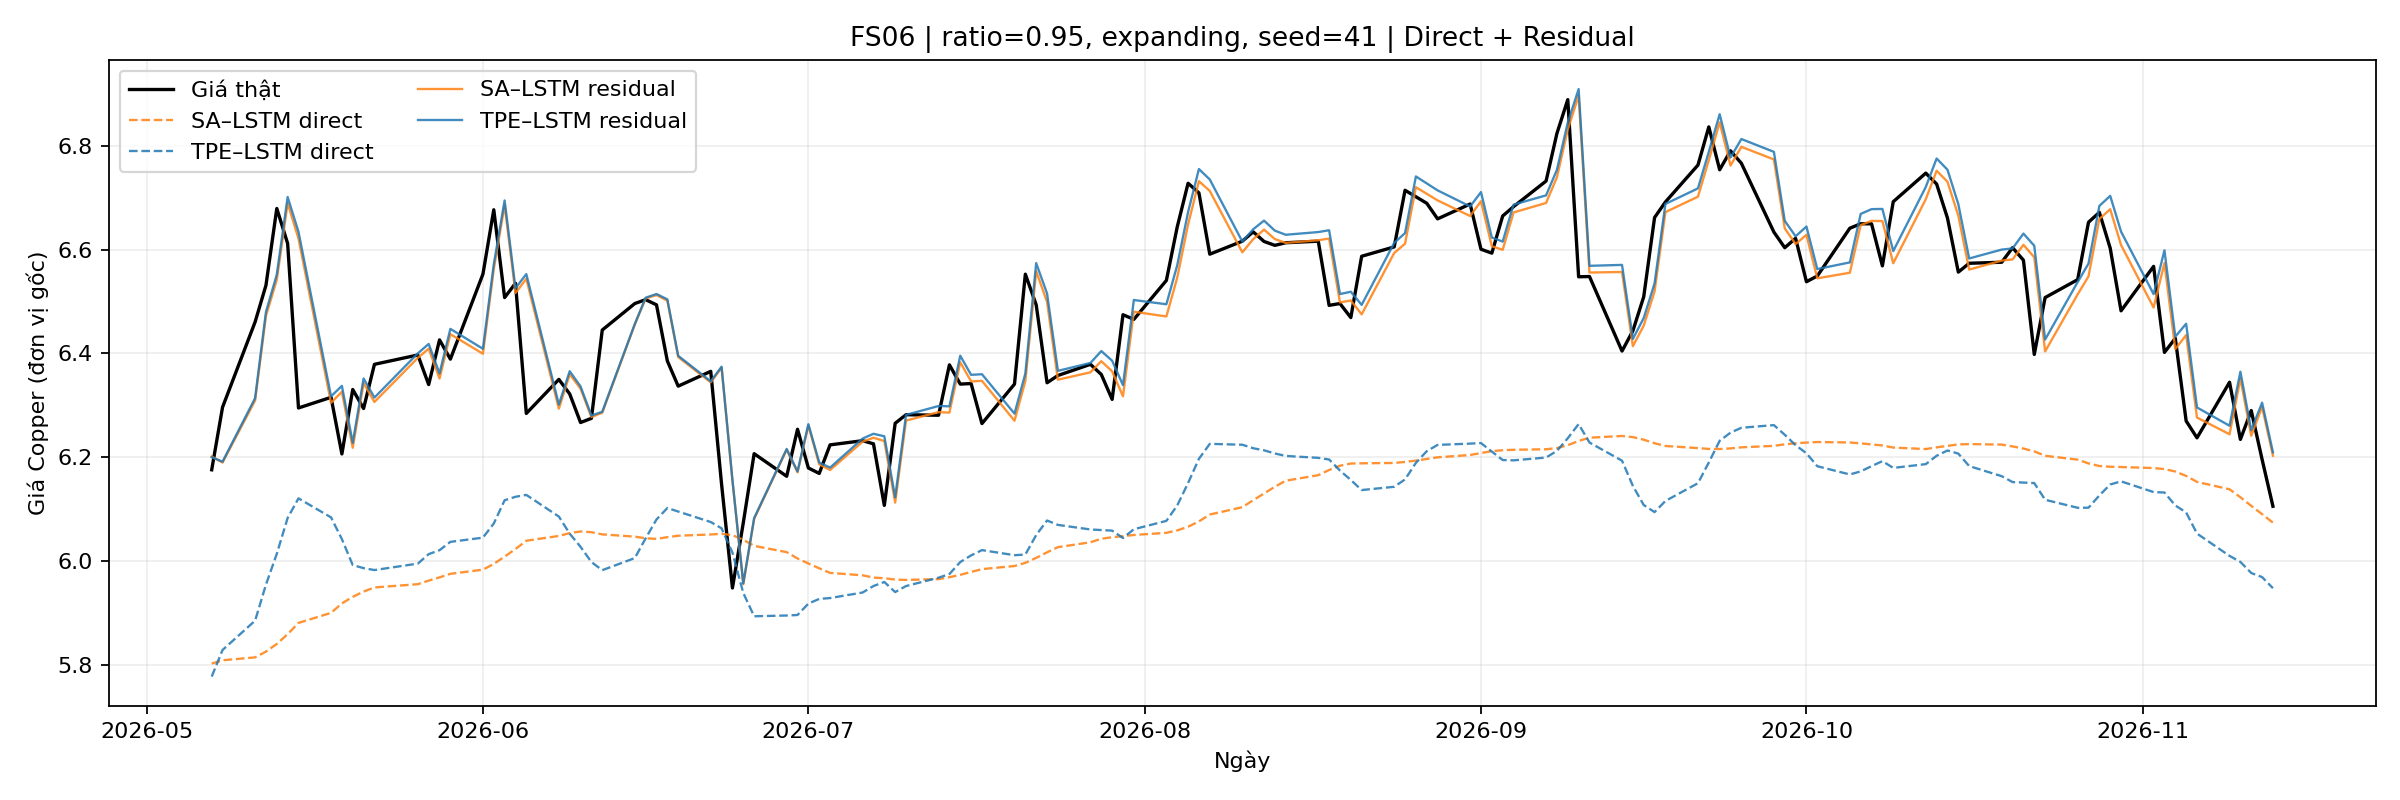 FS06 | ratio=0.95, expanding, seed=41 | Direct + Residual
Giá thật
SA–LSTM direct
TPE–LSTM direct
SA–LSTM residual
TPE–LSTM residual
Giá Copper (đơn vị gốc)
6.8
6.6
6.4
6.2
6.0
5.8
2026-05 2026-06 2026-07 2026-08 2026-09 2026-10 2026-11
Ngày